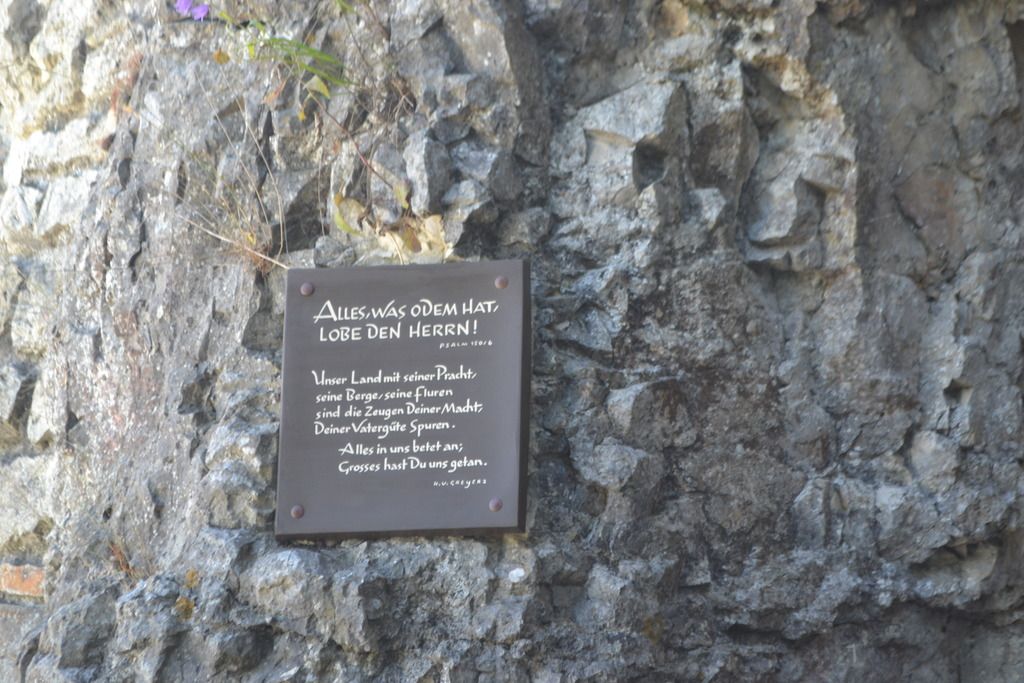 Alles, was Odem hat,
lobe den Herrn!
Psalm 150/6
Unser Land mit seiner Pracht,
seine Berge, seine Fluren
sind die Zeugen Deiner Macht,
Deiner Vatergüte Spuren.
Alles in uns betet an;
Grosses hast Du uns getan.